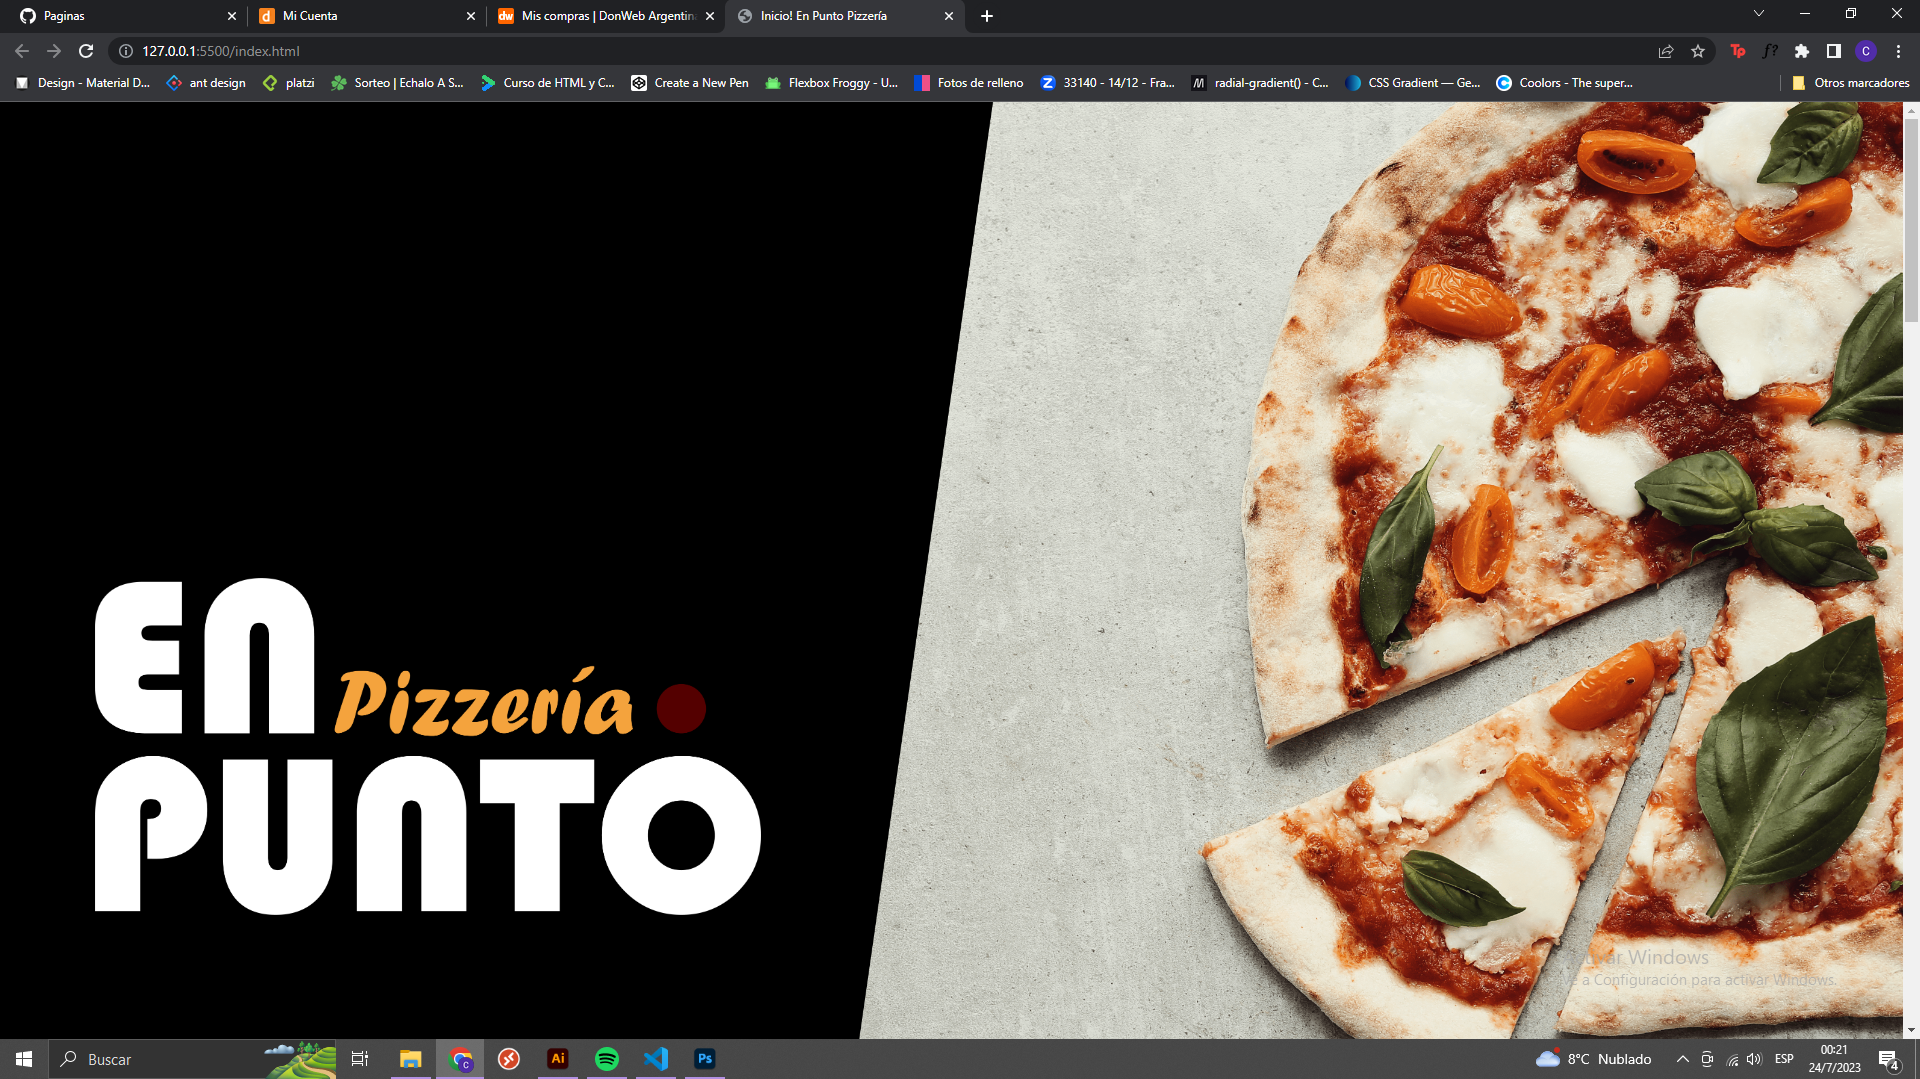 Paginas
Mi Cuenta
Mis compras | DonWeb Argentin
Inicio! En Punto Pizzería
127.0.0.1:5500/index.html
Design - Material D...
ant design
platzi
Sorteo | Echalo A S...
Curso de HTML y C...
Create a New Pen
Flexbox Froggy - U...
Fotos de relleno
33140 - 14/12 - Fra...
radial-gradient() - C...
CSS Gradient — Ge...
Coolors - The super...
Otros marcadores
EN
Pizzería
PUNTO
Windows
a Configuración para activar Windows.
Buscar
8°C Nublado
ESP
00:21
24/7/2023
4